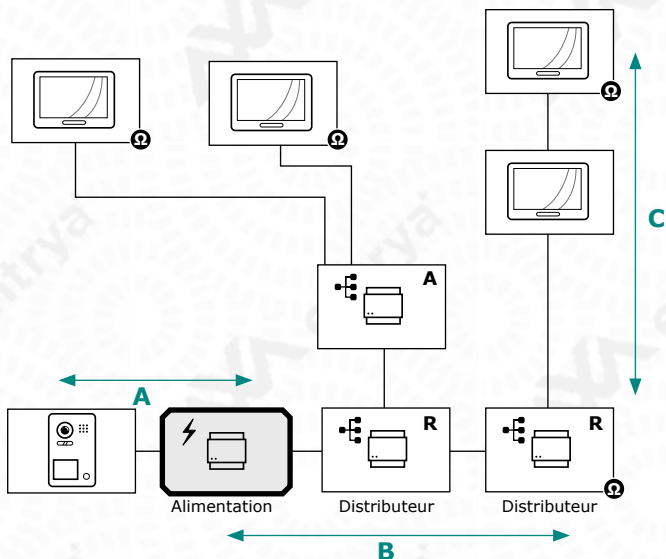 Ω
Ω
Ω
C
A
A
R
R
Ω
Alimentation
Distributeur
Distributeur
B